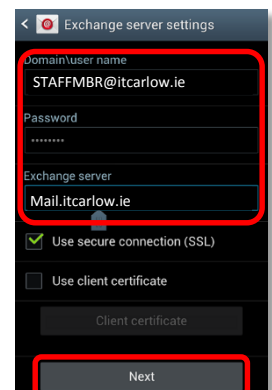 Exchange server settings
Domain\user name
STAFFMBR@itcarlow.ie
Password
••••••••
Exchange server
Mail.itcarlow.ie
Use secure connection (SSL)
Use client certificate
Client certificate
Next